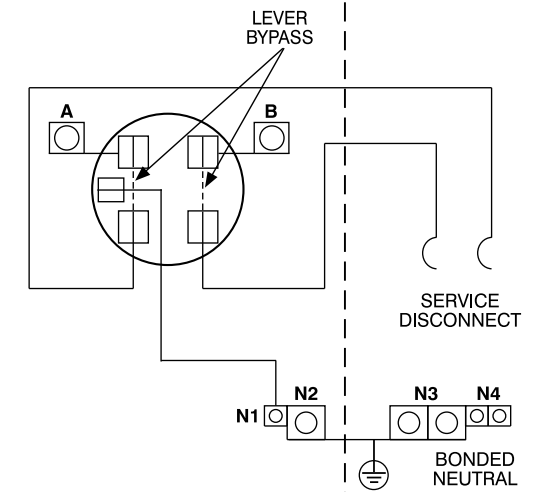 LEVER
BYPASS
A
B
SERVICE
DISCONNECT
N1
N2
N3
N4
BONDED
NEUTRAL